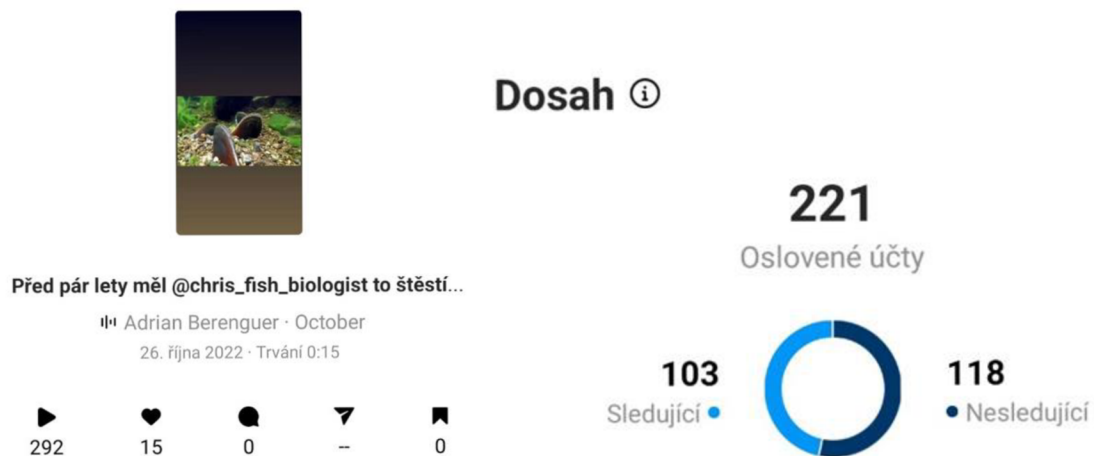 Dosah
221
Oslovené účty
Před pár lety měl @chris_fish_biologist to štěstí...
Adrian Berenguer · October
26. října 2022 · Trvání 0:15
103
Sledující
118
Nesledující
292 15 0 -- 0